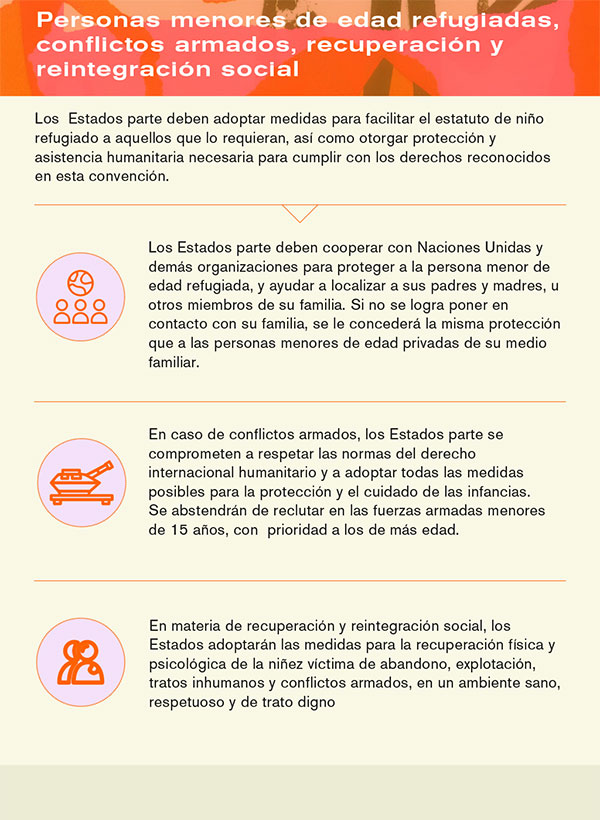 Personas menores de edad refugiadas,
conflictos armados, recuperación y
reintegración social
Los  Estados parte deben adoptar medidas para facilitar el estatuto de niño
refugiado a aquellos que lo requieran, así como otorgar protección y
asistencia humanitaria necesaria para cumplir con los derechos reconocidos
en esta convención.
Los Estados parte deben cooperar con Naciones Unidas y
demás organizaciones para proteger a la persona menor de
edad refugiada, y ayudar a localizar a sus padres y madres, u
otros miembros de su familia. Si no se logra poner en
contacto con su familia, se le concederá la misma protección
que a las personas menores de edad privadas de su medio
familiar.
En caso de conflictos armados, los Estados parte se
comprometen a respetar las normas del derecho
internacional humanitario y a adoptar todas las medidas
posibles para la protección y el cuidado de las infancias.
Se abstendrán de reclutar en las fuerzas armadas menores
de 15 años, con  prioridad a los de más edad.
En materia de recuperación y reintegración social, los
Estados adoptarán las medidas para la recuperación física y
psicológica de la niñez víctima de abandono, explotación,
tratos inhumanos y conflictos armados, en un ambiente sano,
respetuoso y de trato digno